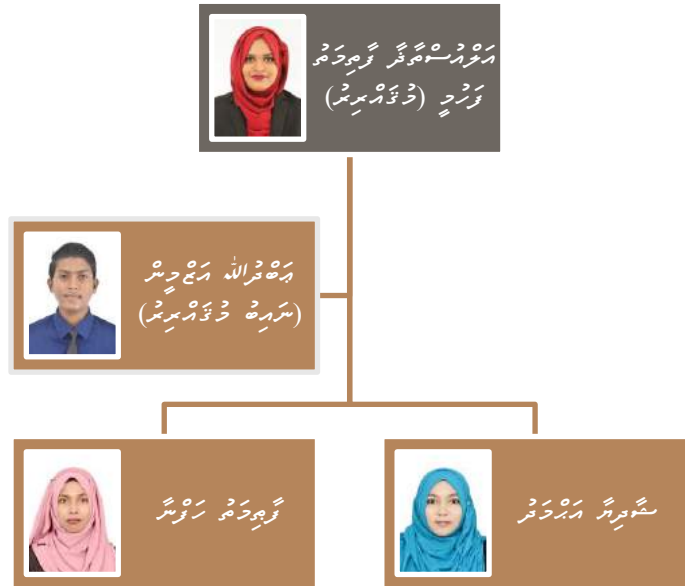 އަލްއުސްތާޛާ ފާތިމަތު
ފަހުމީ (މުޤައްރިރު)
ޢަބްދުﷲ އަޒްމީން
(ނައިބު މުޤައްރިރު)
ފާޠިމަތު ހަފްނާ
ޝާދިޔާ އަޙްމަދު